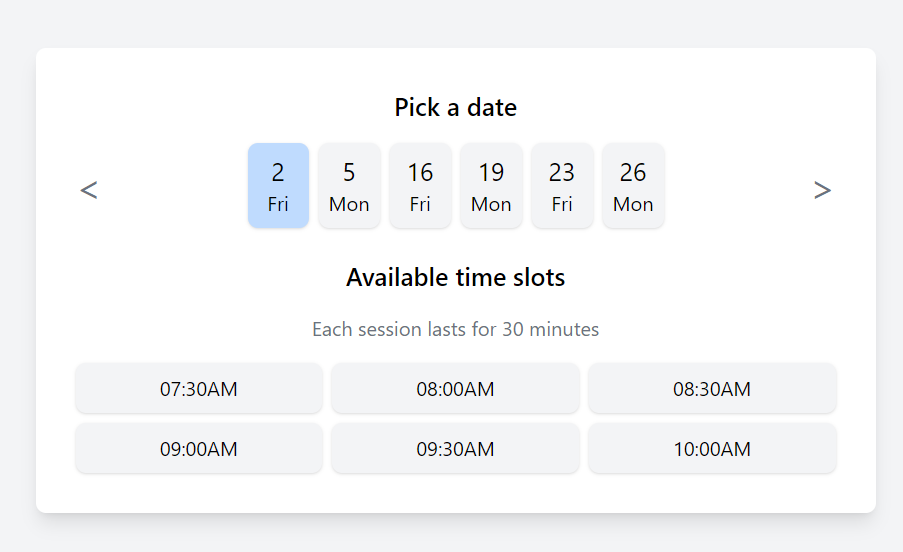 Pick a date
< 2 5 16 19 23 26 >
Fri Mon Fri Mon Fri Mon
Available time slots
Each session lasts for 30 minutes
07:30AM 08:00AM 08:30AM
09:00AM 09:30AM 10:00AM